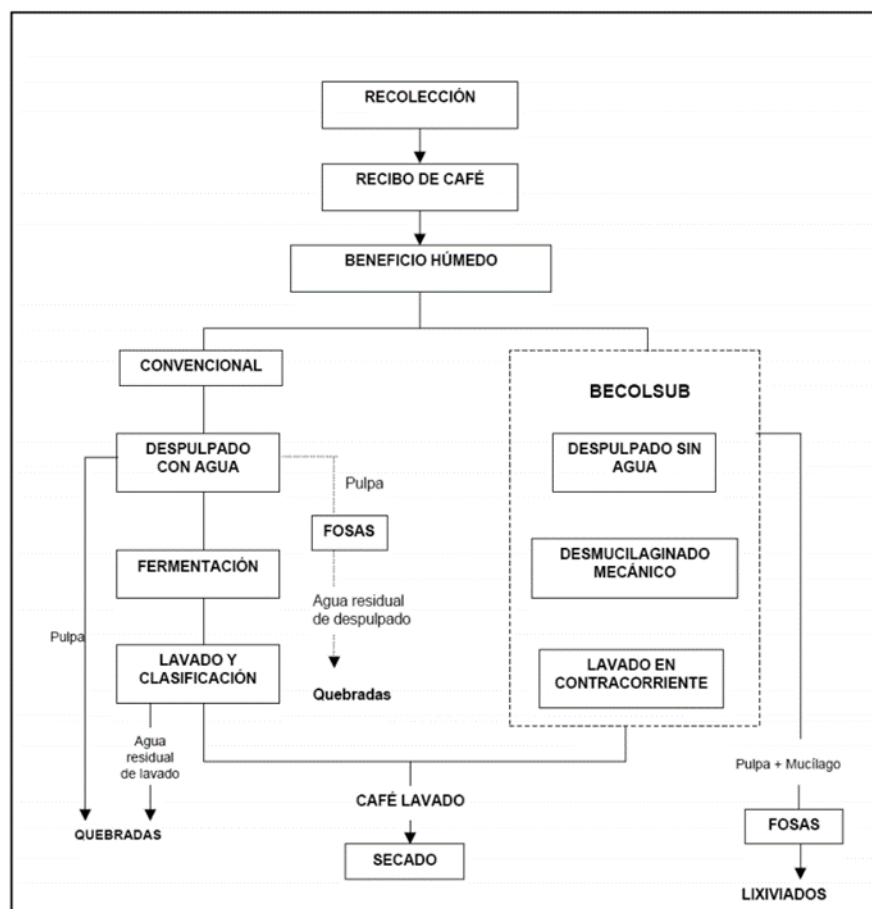 RECOLECCIÓN
RECIBO DE CAFÉ
BENEFICIO HÚMEDO
CONVENCIONAL
DESPULPADO
CON AGUA
Pulpa
FOSAS
Agua residual
de despulpado
Quebradas
FERMENTACIÓN
Pulpa
LAVADO Y
CLASIFICACIÓN
Agua
residual
de lavado
QUEBRADAS
BECOLSUB
DESPULPADO SIN
AGUA
DESMUCILAGINADO
MECÁNICO
LAVADO EN
CONTRACORRIENTE
Pulpa + Mucílago
FOSAS
LIXIVIADOS
CAFÉ LAVADO
SECADO